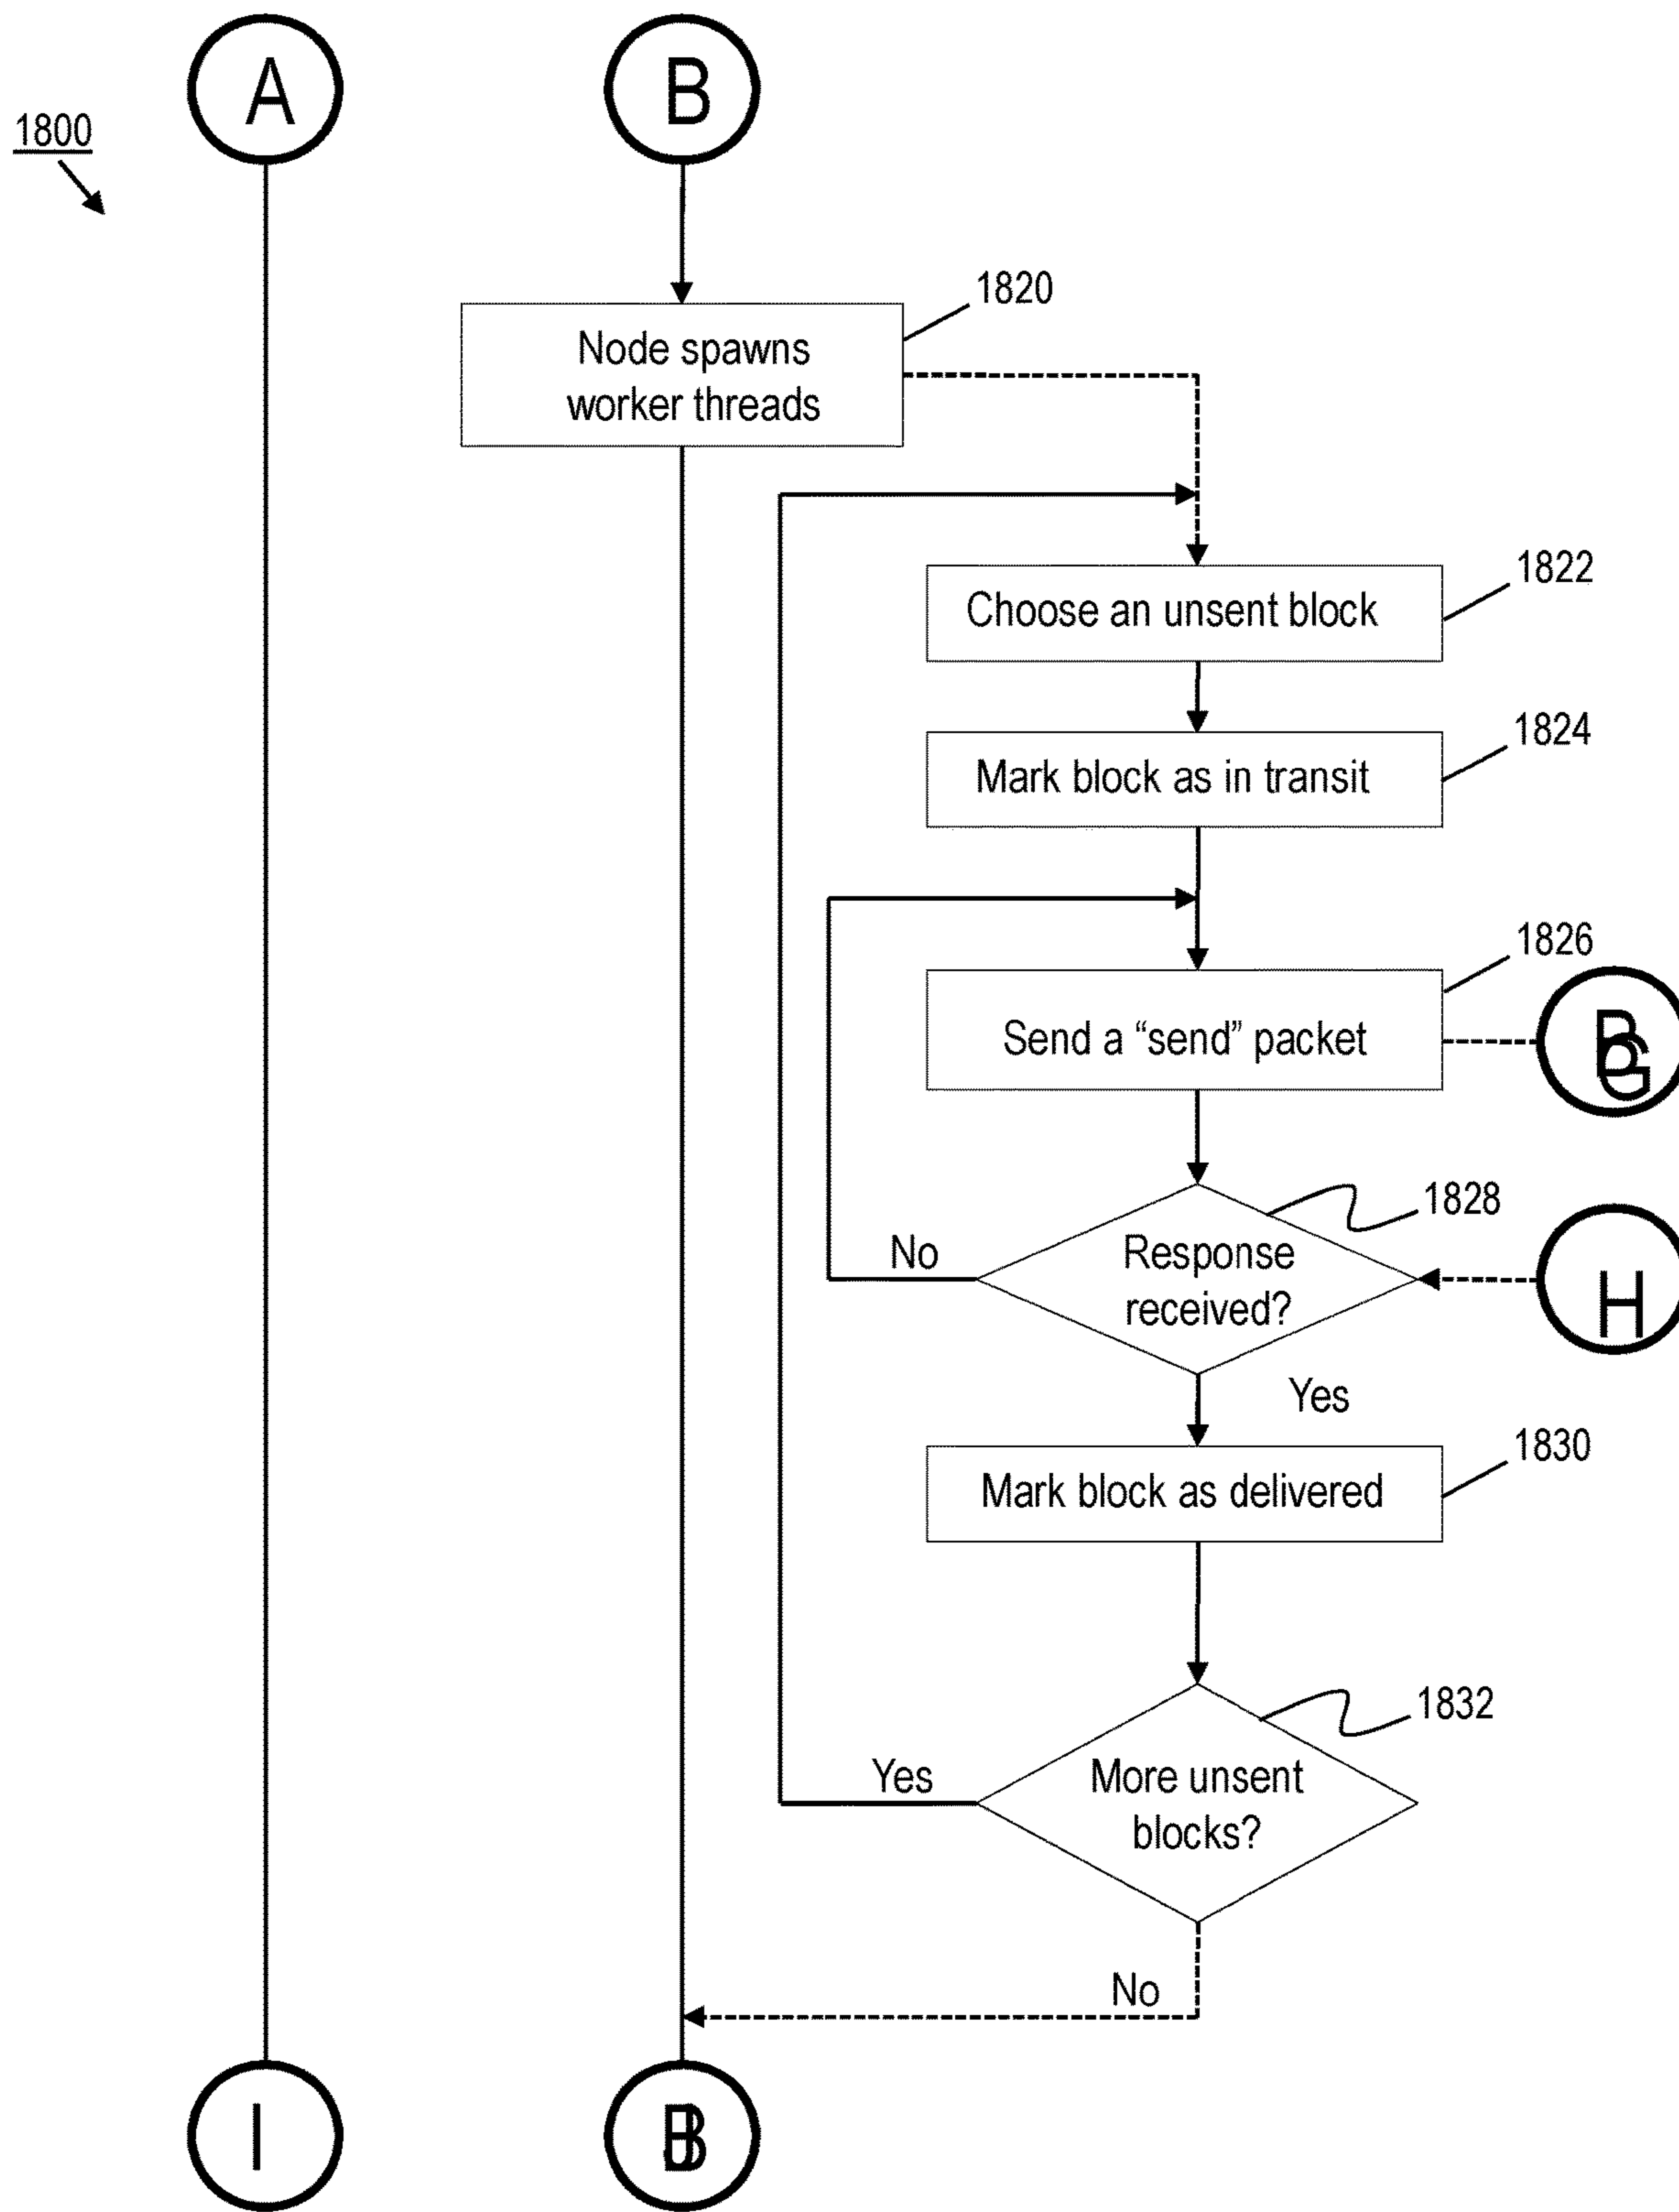 A
B
1800
1820
Node spawns
worker threads
1822
Choose an unsent block
1824
Mark block as in transit
1826
Send a “send” packet
G
1828
No
Response
received?
H
Yes
1830
Mark block as delivered
1832
Yes
More unsent
blocks?
No
I